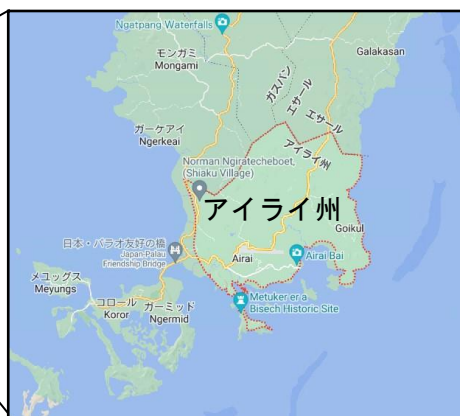 Ngatpang Waterfalls
モンガミ
Mongami
Galakasan
ガスパン
エサール
エサール
アイライ州
ガーケアイ
Ngerkeai
Norman Ngiratecheboet,
(Shiaku Village)
アイライ州
Goikul
日本・パラオ友好の橋
Japan-Palau
Friendship Bridge
Airai
Airai Bai
メユッグス
Meyungs
コロール
Koror
ガーミッド
Ngermid
Metuker er a
Bisech Historic Site